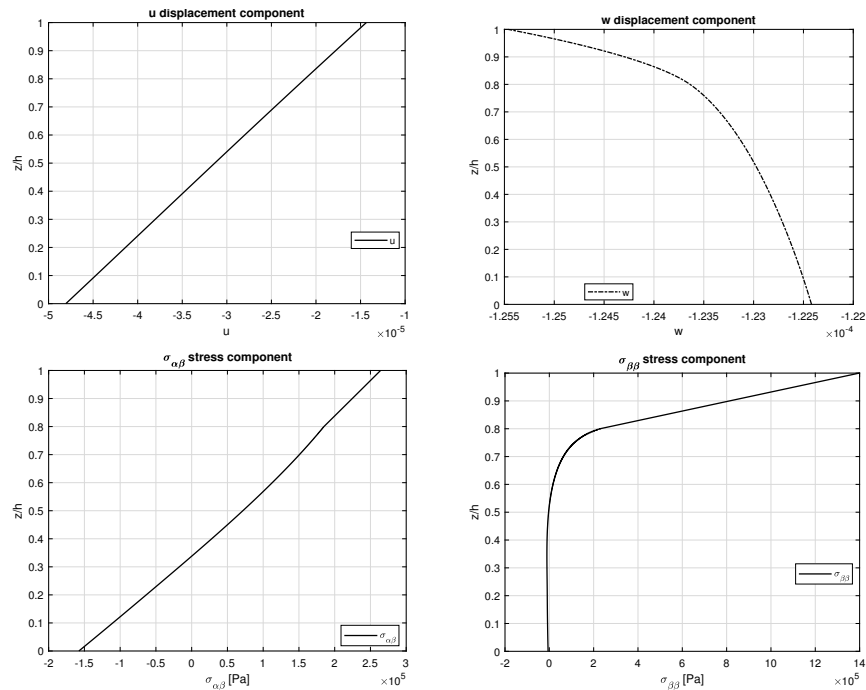 u displacement component
1
0.9
0.8
0.7
0.6
0.5
0.4
0.3
0.2
0.1
0
z/h
u
-5 -4.5 -4 -3.5 -3 -2.5 -2 -1.5 -1
u
×10⁻⁵
w displacement component
1
0.9
0.8
0.7
0.6
0.5
0.4
0.3
0.2
0.1
0
z/h
w
-1.255 -1.25 -1.245 -1.24 -1.235 -1.23 -1.225 -1.22
w
×10⁻⁴
σαβ stress component
1
0.9
0.8
0.7
0.6
0.5
0.4
0.3
0.2
0.1
0
z/h
σαβ
-2 -1.5 -1 -0.5 0 0.5 1 1.5 2 2.5 3
σαβ [Pa]
×10⁵
σββ stress component
1
0.9
0.8
0.7
0.6
0.5
0.4
0.3
0.2
0.1
0
z/h
σββ
-2 0 2 4 6 8 10 12 14
σββ [Pa]
×10⁵